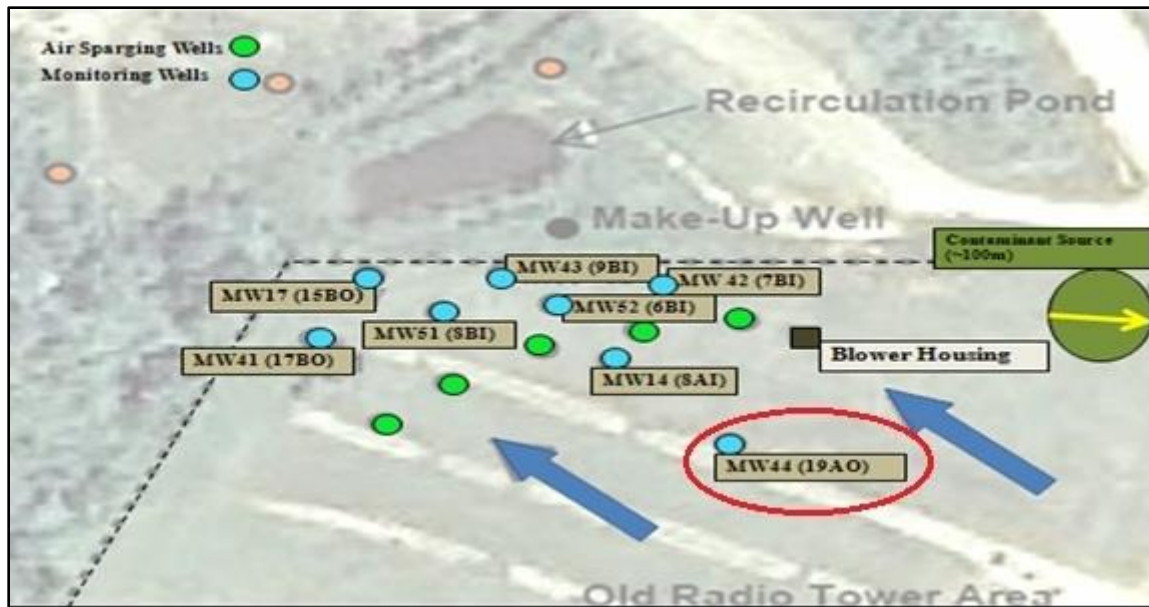 Air Sparging Wells
Monitoring Wells
Recirculation Pond
Make-Up Well
Contaminant Source
(~100m)
MW43 (9BI)
MW 42 (7BI)
MW17 (15BO)
MW52 (6BI)
MW51 (8BI)
MW41 (17BO)
Blower Housing
MW14 (8AI)
MW44 (19AO)
Old Radio Tower Area